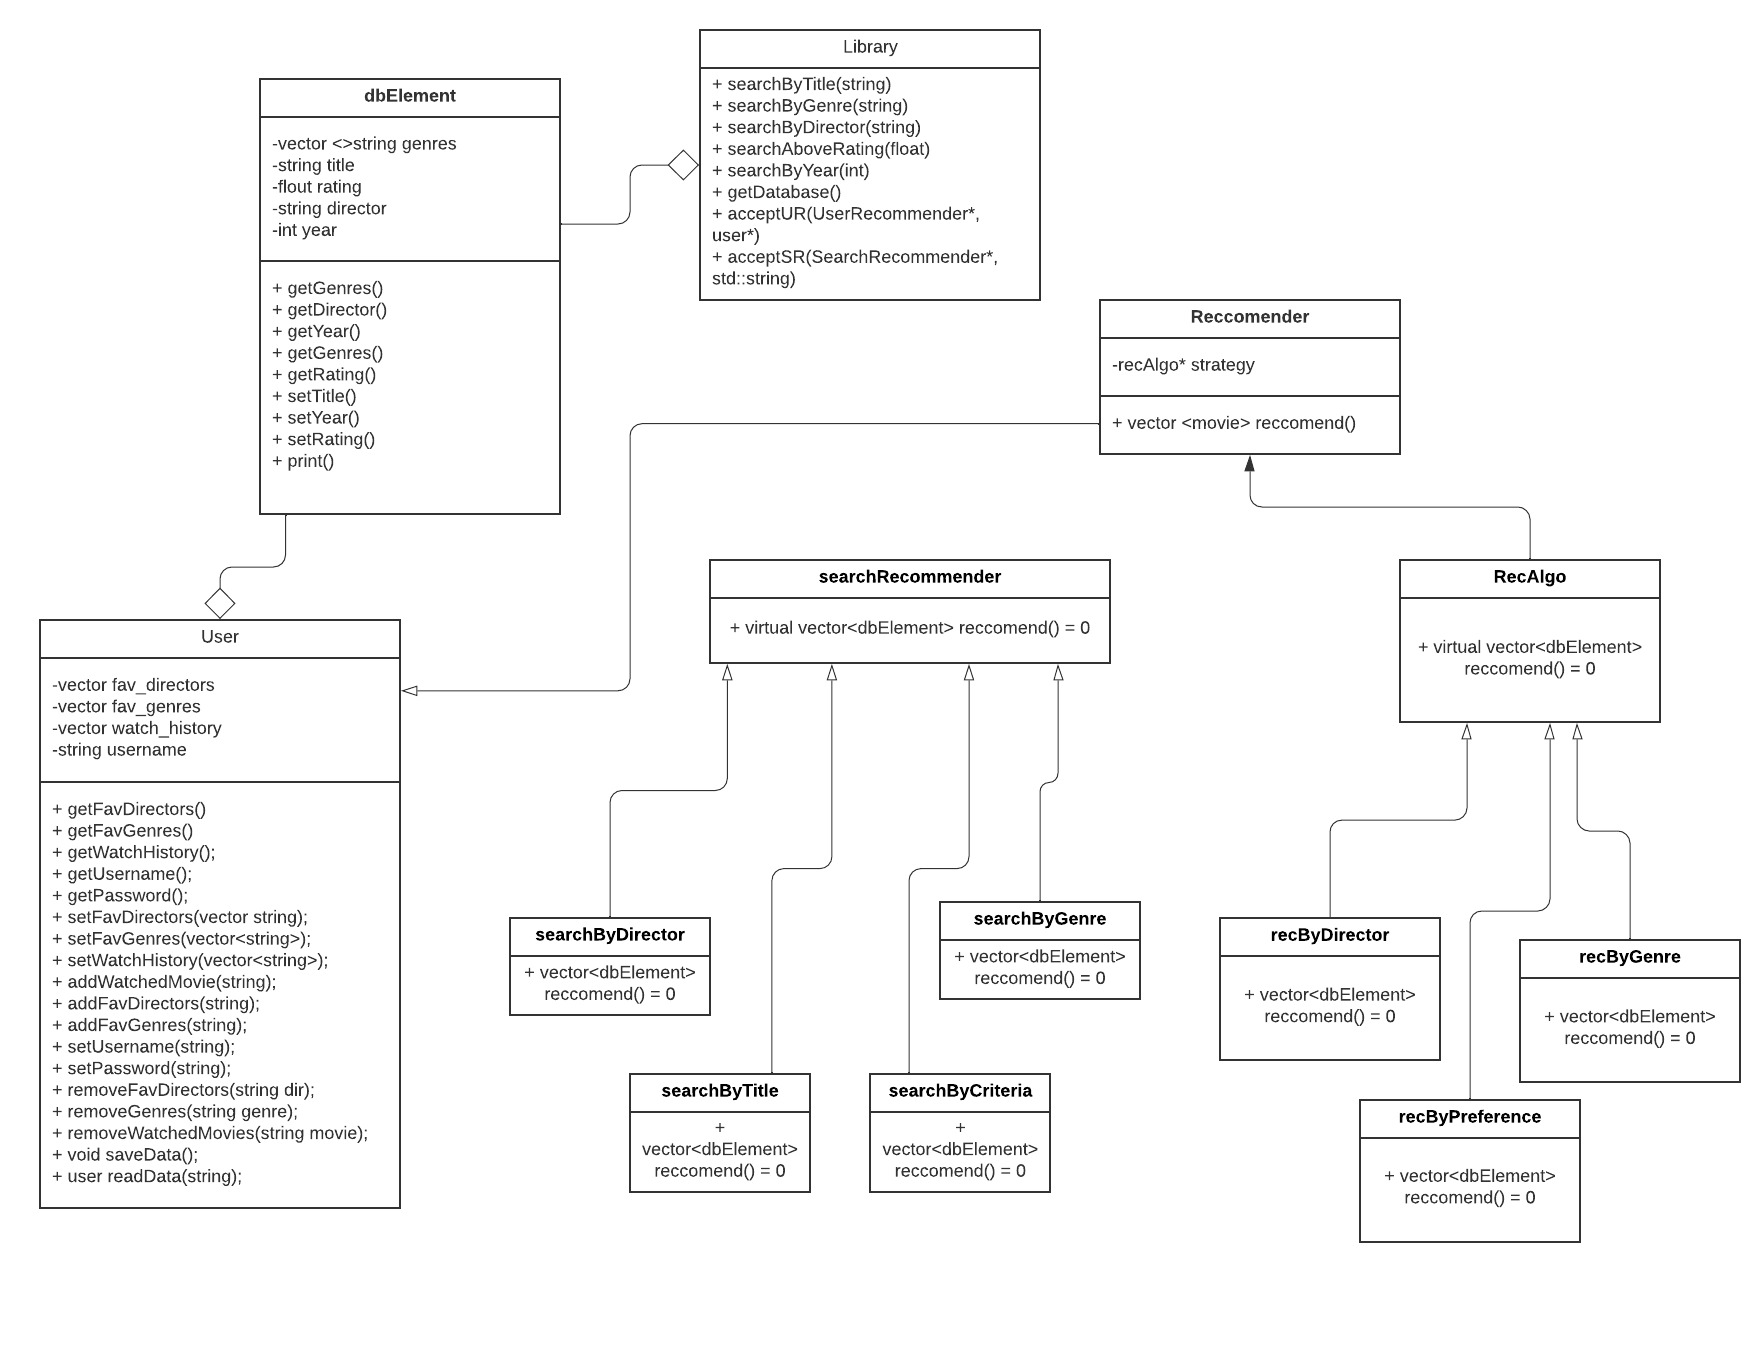 Library
+ searchByTitle(string)
+ searchByGenre(string)
+ searchByDirector(string)
+ searchAboveRating(float)
+ searchByYear(int)
+ getDatabase()
+ acceptUR(UserRecommender*,
user*)
+ acceptSR(SearchRecommender*,
std::string)
dbElement
-vector <>string genres
-string title
-flout rating
-string director
-int year
+ getGenres()
+ getDirector()
+ getYear()
+ getGenres()
+ getRating()
+ setTitle()
+ setYear()
+ setRating()
+ print()
Reccomender
-recAlgo* strategy
+ vector <movie> reccomend()
searchRecommender
+ virtual vector<dbElement> reccomend() = 0
RecAlgo
+ virtual vector<dbElement>
reccomend() = 0
User
-vector fav_directors
-vector fav_genres
-vector watch_history
-string username
+ getFavDirectors()
+ getFavGenres()
+ getWatchHistory();
+ getUsername();
+ getPassword();
+ setFavDirectors(vector string);
+ setFavGenres(vector<string>);
+ setWatchHistory(vector<string>);
+ addWatchedMovie(string);
+ addFavDirectors(string);
+ addFavGenres(string);
+ setUsername(string);
+ setPassword(string);
+ removeFavDirectors(string dir);
+ removeGenres(string genre);
+ removeWatchedMovies(string movie);
+ void saveData();
+ user readData(string);
searchByDirector
+ vector<dbElement>
reccomend() = 0
searchByGenre
+ vector<dbElement>
reccomend() = 0
searchByTitle
+
vector<dbElement>
reccomend() = 0
searchByCriteria
+
vector<dbElement>
reccomend() = 0
recByDirector
+ vector<dbElement>
reccomend() = 0
recByGenre
+ vector<dbElement>
reccomend() = 0
recByPreference
+ vector<dbElement>
reccomend() = 0